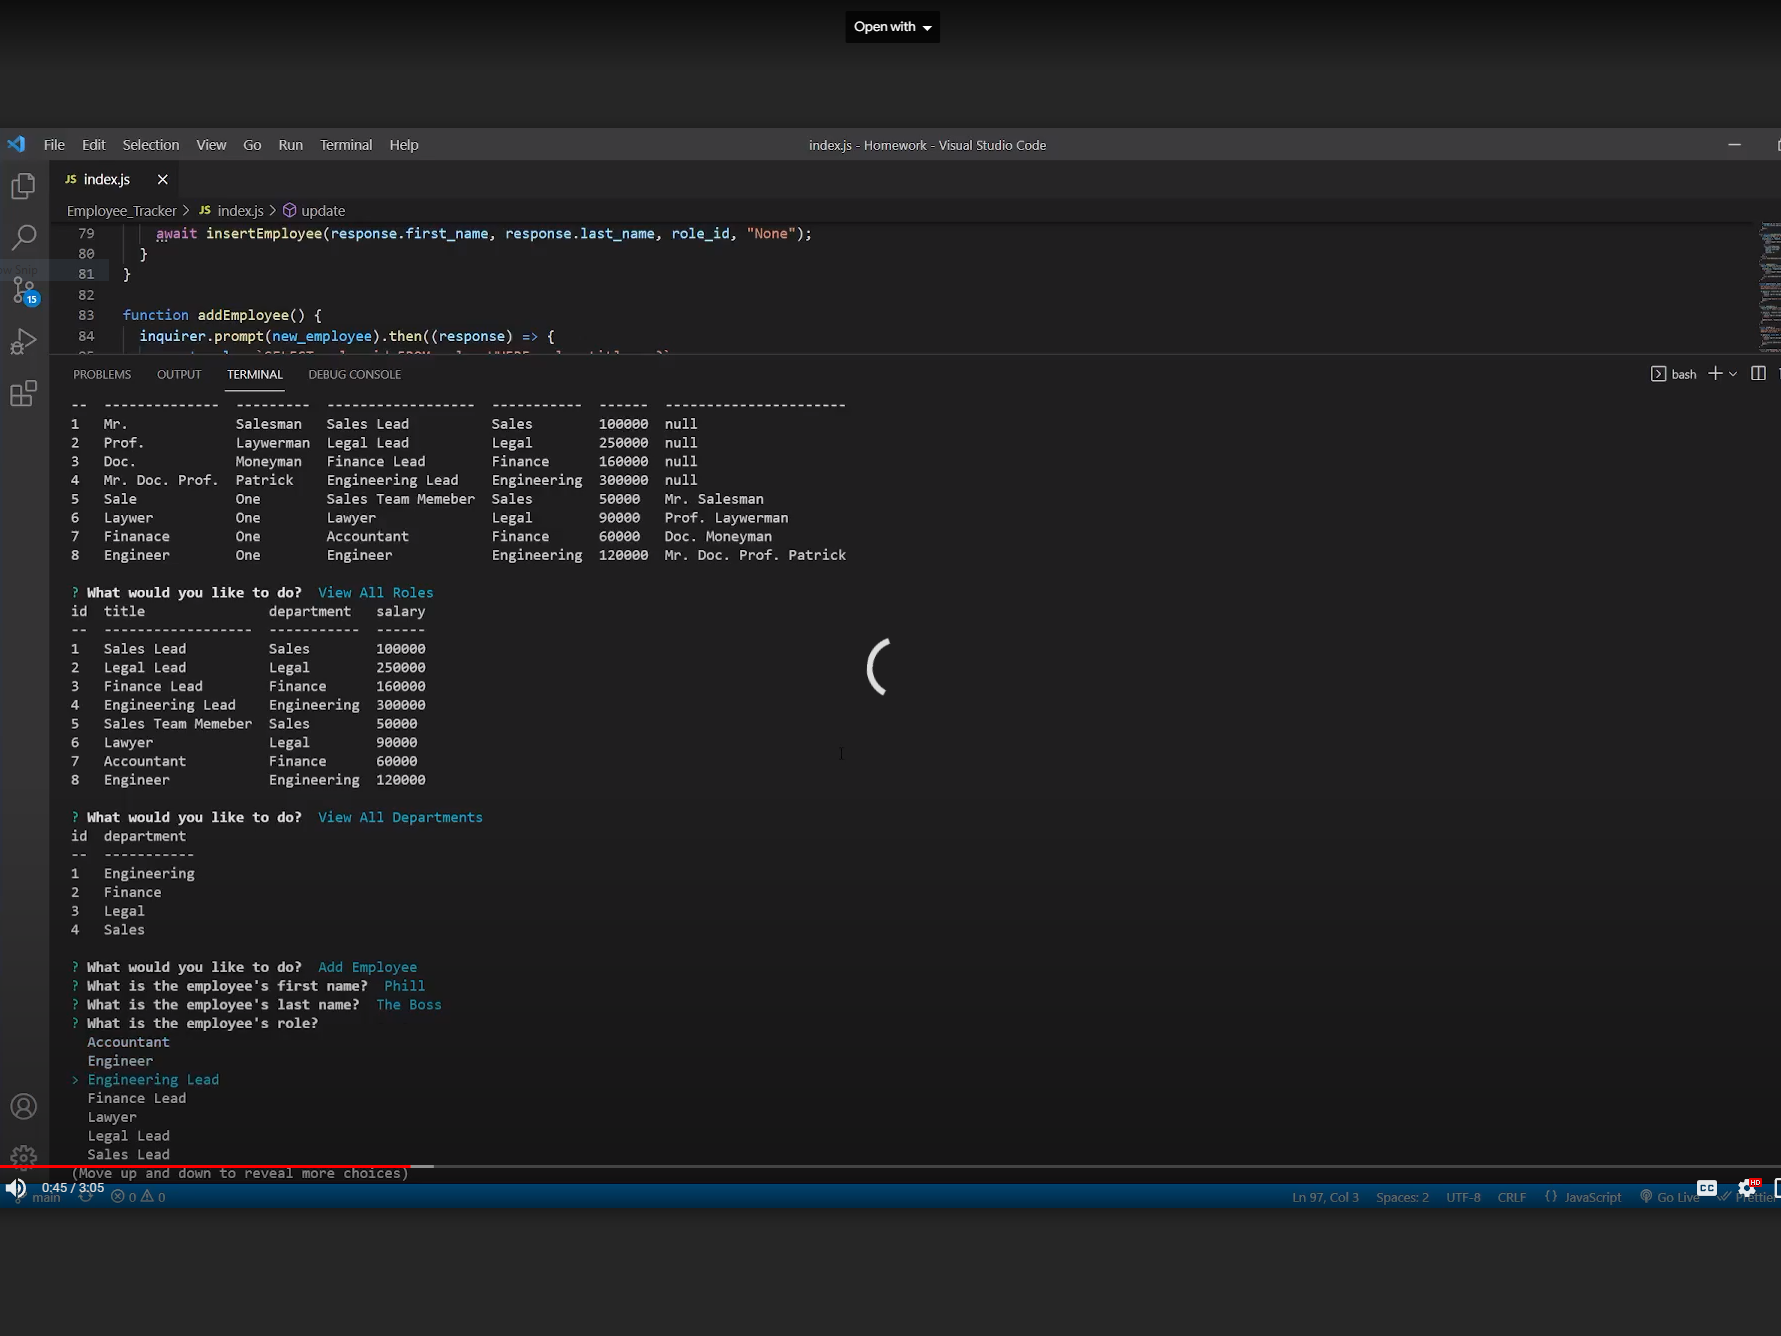 Open with
File Edit Selection View Go Run Terminal Help
index.js - Homework - Visual Studio Code
JS index.js
Employee_Tracker > JS index.js > update
79 await insertEmployee(response.first_name, response.last_name, role_id, "None");
80 }
81 }
82
83 function addEmployee() {
84 inquirer.prompt(new_employee).then((response) => {
15
PROBLEMS OUTPUT TERMINAL DEBUG CONSOLE
bash
-- -------------- --------- ------------------ ----------- ------ ----------------------
1 Mr. Salesman Sales Lead Sales 100000 null
2 Prof. Laywerman Legal Lead Legal 250000 null
3 Doc. Moneyman Finance Lead Finance 160000 null
4 Mr. Doc. Prof. Patrick Engineering Lead Engineering 300000 null
5 Sale One Sales Team Memeber Sales 50000 Mr. Salesman
6 Laywer One Lawyer Legal 90000 Prof. Laywerman
7 Finanace One Accountant Finance 60000 Doc. Moneyman
8 Engineer One Engineer Engineering 120000 Mr. Doc. Prof. Patrick
? What would you like to do? View All Roles
id title department salary
-- ------------------ ----------- ------
1 Sales Lead Sales 100000
2 Legal Lead Legal 250000
3 Finance Lead Finance 160000
4 Engineering Lead Engineering 300000
5 Sales Team Memeber Sales 50000
6 Lawyer Legal 90000
7 Accountant Finance 60000
8 Engineer Engineering 120000
? What would you like to do? View All Departments
id department
-- -----------
1 Engineering
2 Finance
3 Legal
4 Sales
? What would you like to do? Add Employee
? What is the employee's first name? Phill
? What is the employee's last name? The Boss
? What is the employee's role?
Accountant
Engineer
> Engineering Lead
Finance Lead
Lawyer
Legal Lead
Sales Lead
(Move up and down to reveal more choices)
0:45 / 3:05
CC HD
main 0 0
Ln 97, Col 3 Spaces: 2 UTF-8 CRLF {} JavaScript Go Live Prettier